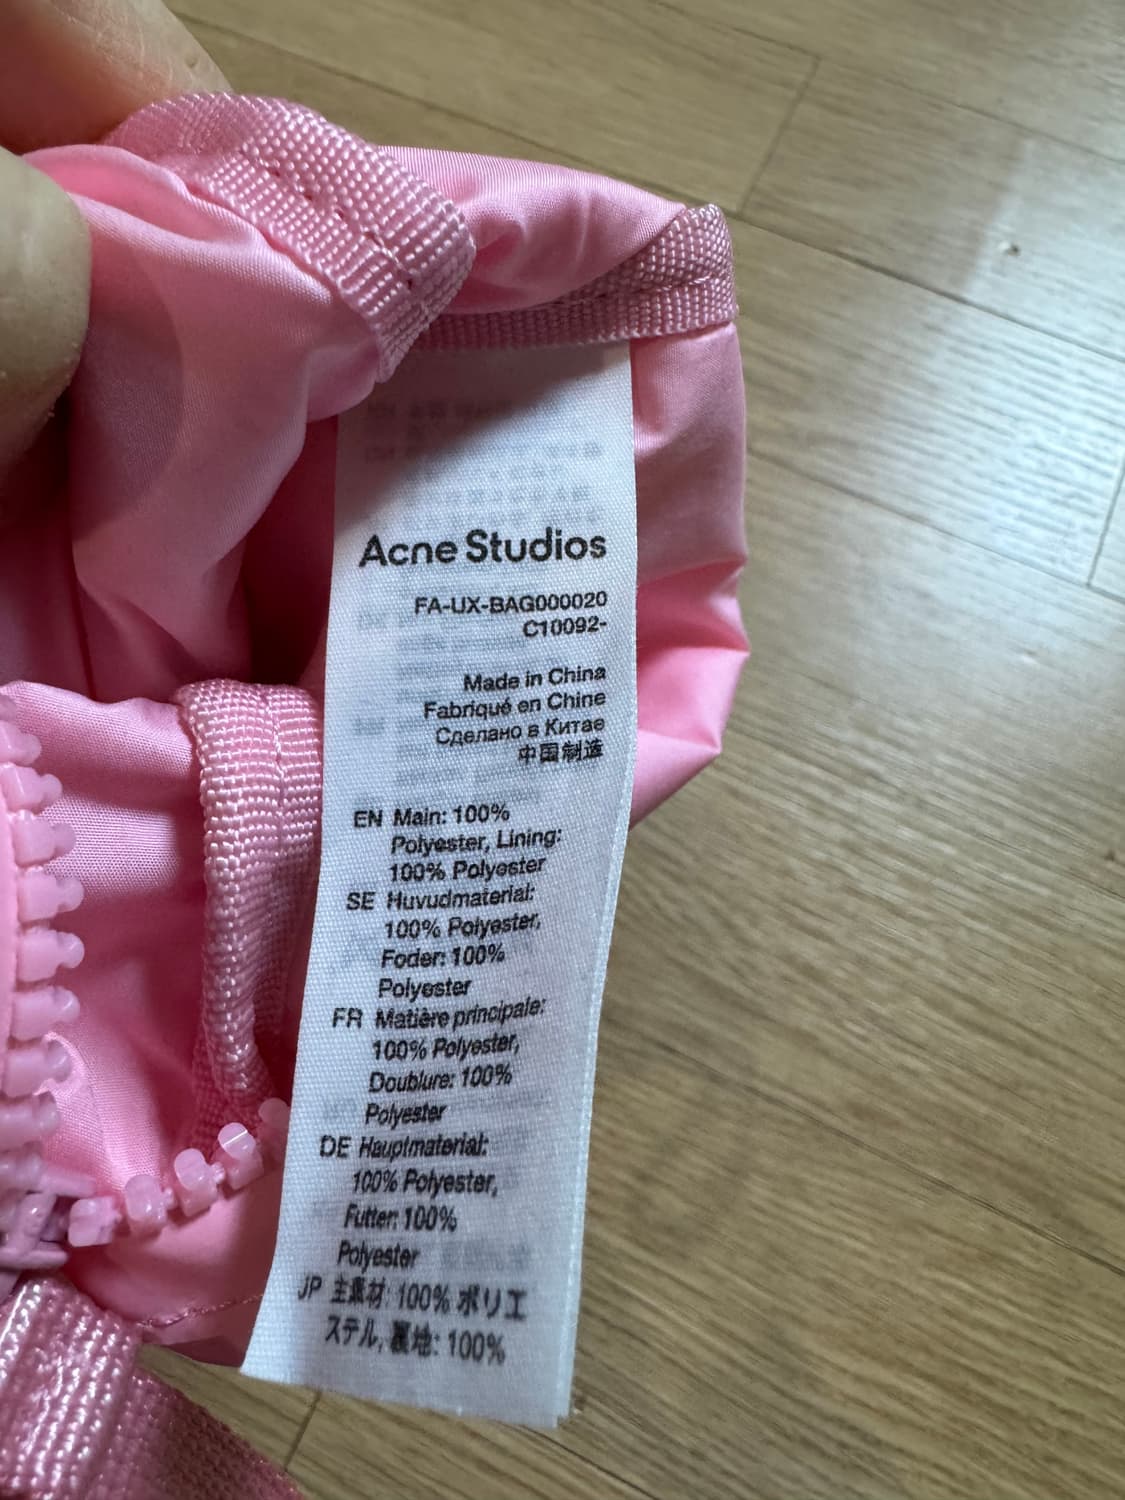 Acne Studios
FA-UX-BAG000020
C10092-
Made in China
Fabriqué en Chine
Сделано в Китае
中国制造
EN Main: 100%
Polyester, Lining:
100% Polyester
SE Huvudmaterial:
100% Polyester,
Foder: 100%
Polyester
FR Matière principale:
100% Polyester,
Doublure: 100%
Polyester
DE Hauptmaterial:
100% Polyester,
Futter: 100%
Polyester
JP 主素材: 100% ポリエ
ステル, 裏地: 100%